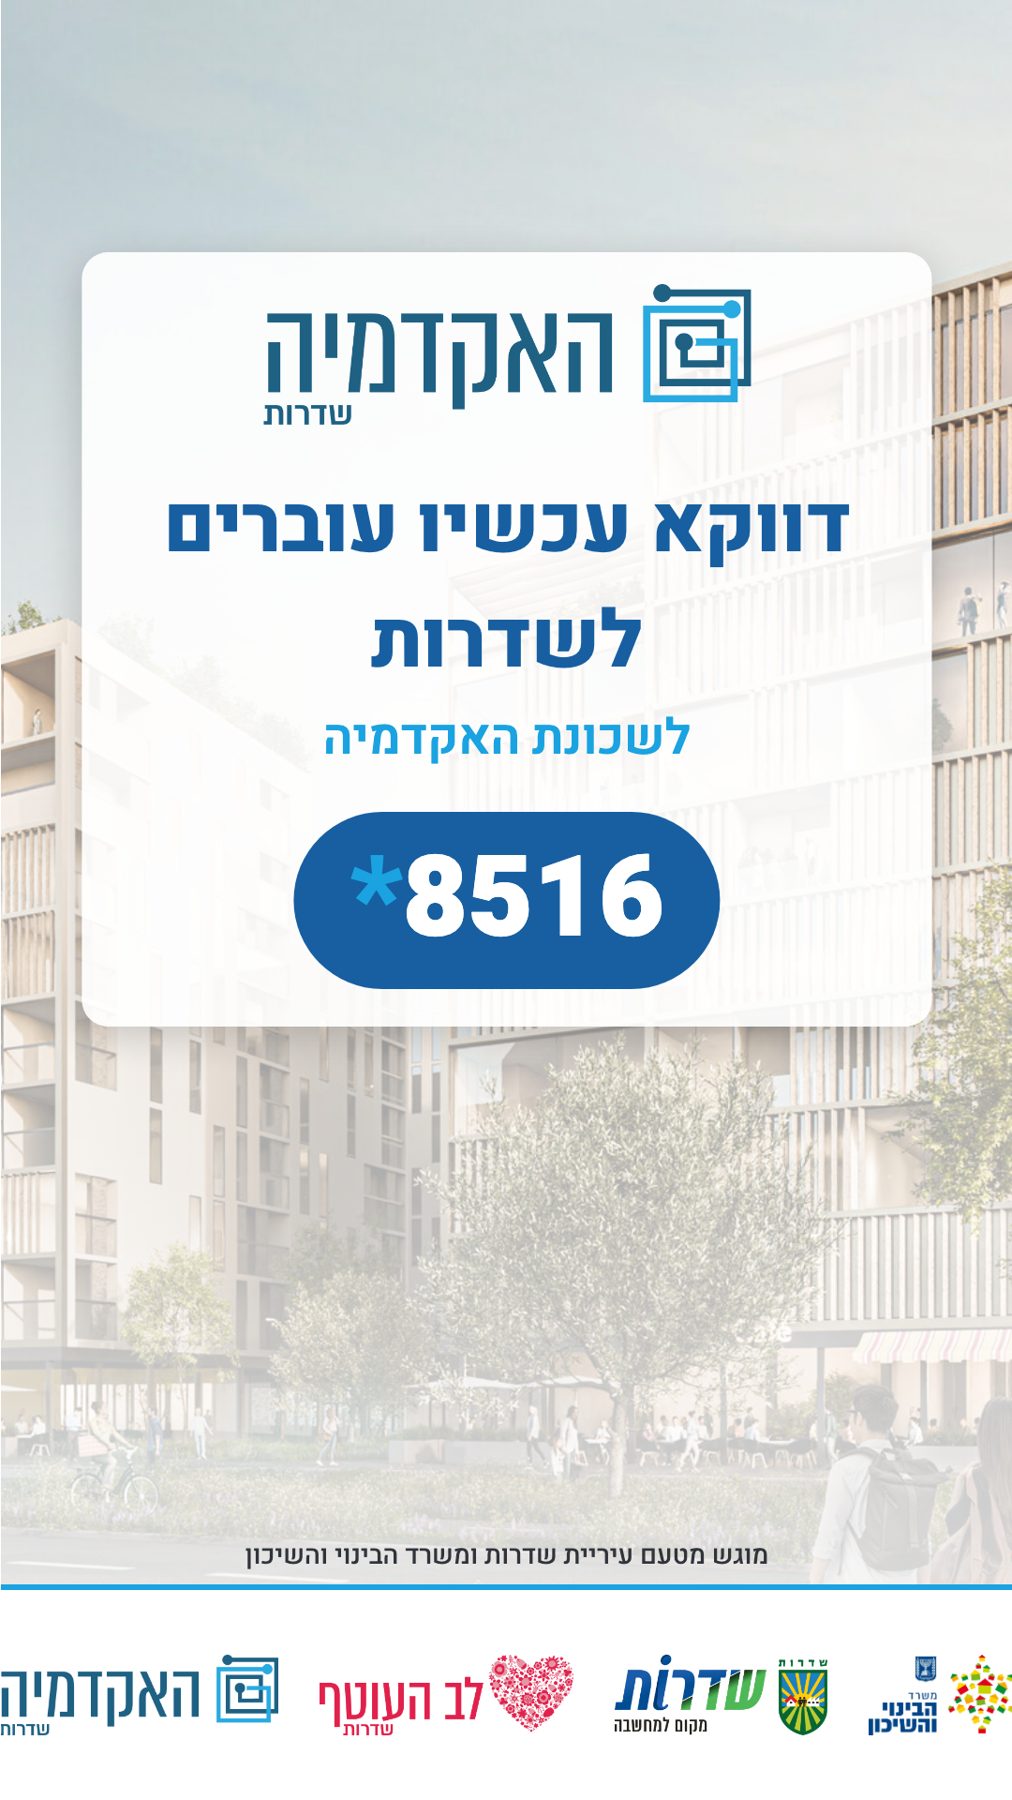 האקדמיה
שדרות
דווקא עכשיו עוברים
לשדרות
לשכונת האקדמיה
*8516
Cafe
מוגש מטעם עיריית שדרות ומשרד הבינוי והשיכון
משרד
הבינוי
והשיכון
שדרות
שדרות
מקום למחשבה
לב העוטף
שדרות
האקדמיה
שדרות